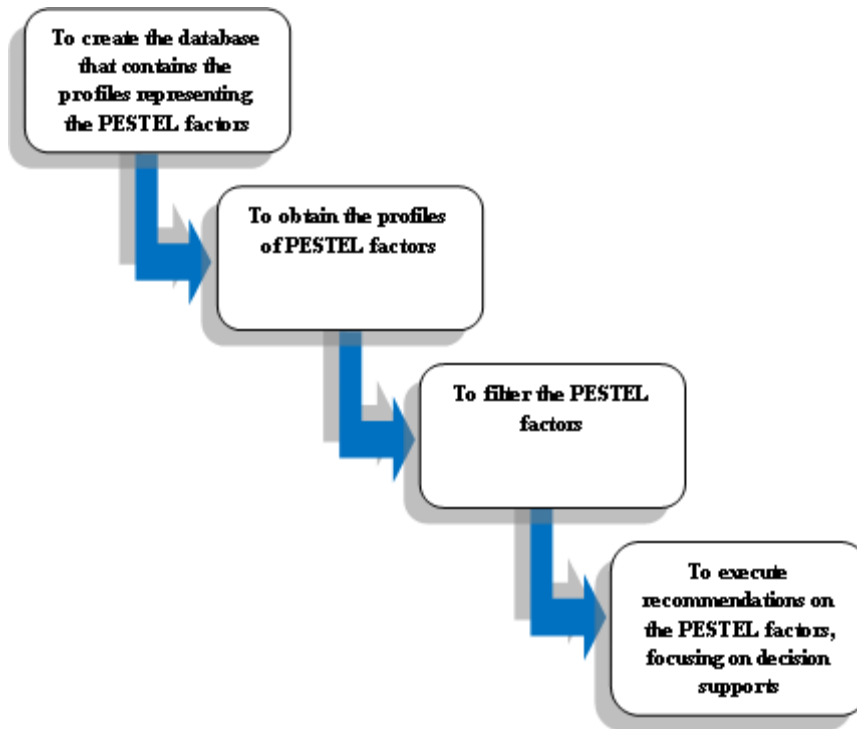 To create the database
that contains the
profiles representing
the PESTEL factors
To obtain the profiles
of PESTEL factors
To filter the PESTEL
factors
To execute
recommendations on
the PESTEL factors,
focusing on decision
supports